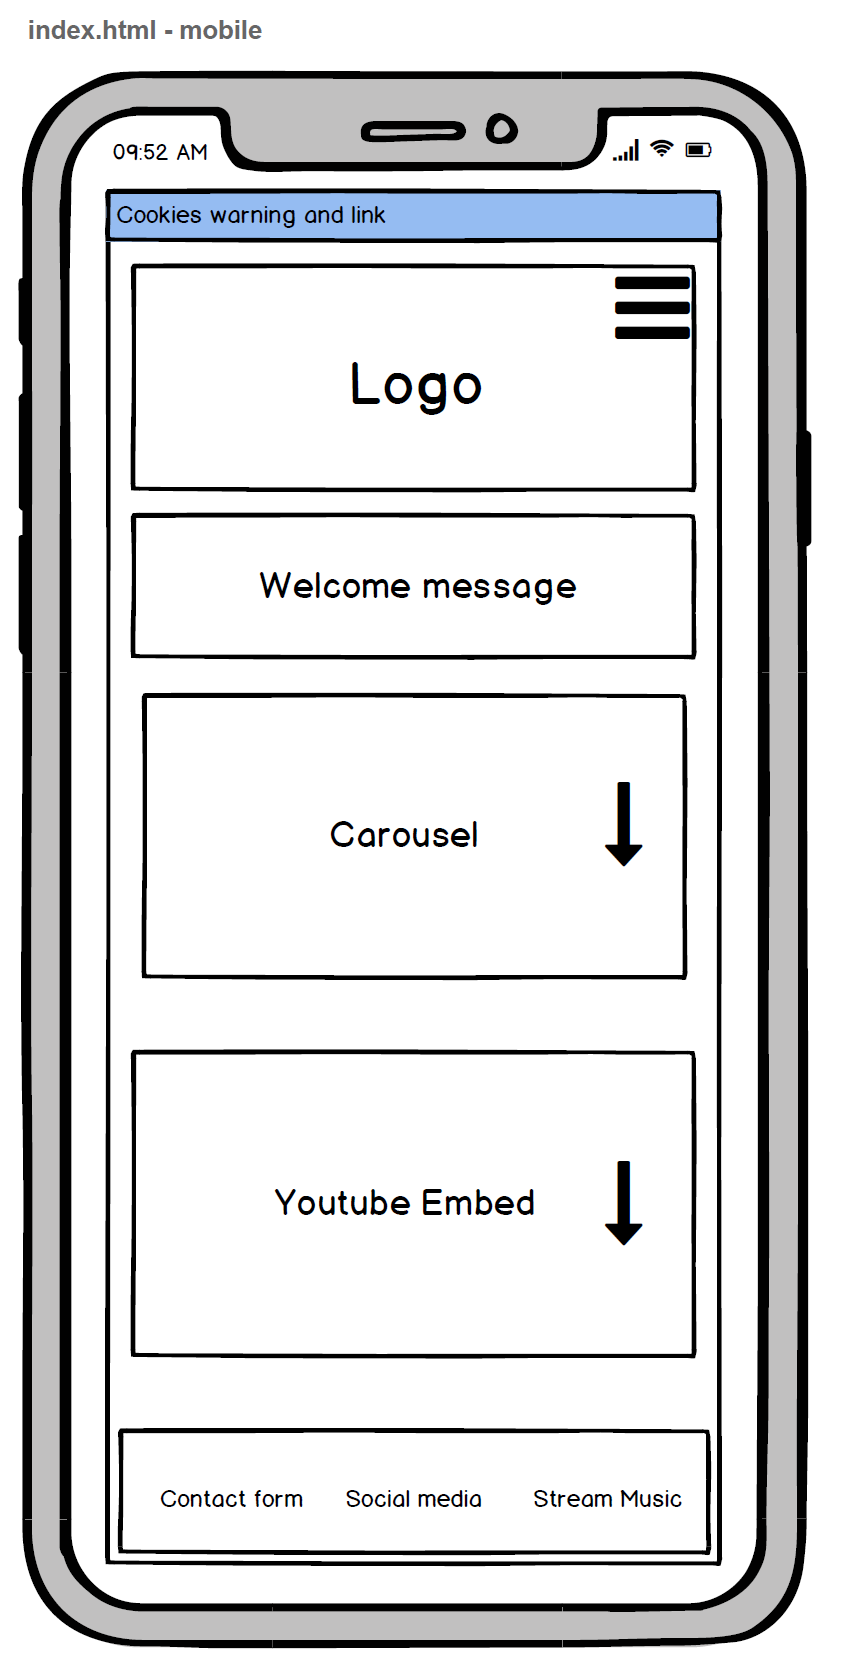 index.html - mobile
09:52 AM
Cookies warning and link
Logo
Welcome message
Carousel
Youtube Embed
Contact form Social media Stream Music